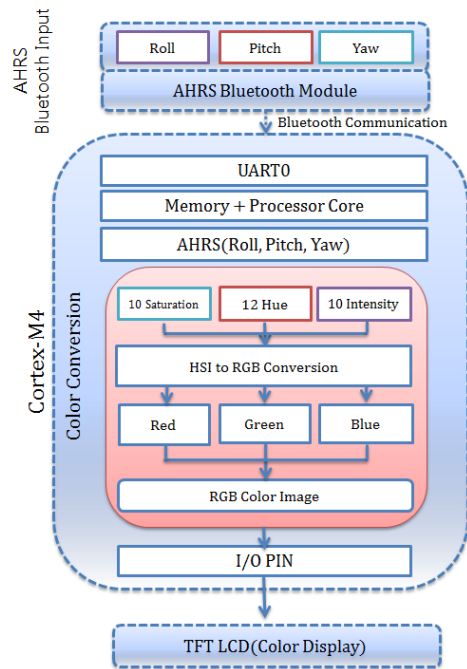 AHRS
Bluetooth Input
Roll
Pitch
Yaw
AHRS Bluetooth Module
Bluetooth Communication
Cortex-M4
Color Conversion
UART0
Memory + Processor Core
AHRS(Roll, Pitch, Yaw)
10 Saturation
12 Hue
10 Intensity
HSI to RGB Conversion
Red
Green
Blue
RGB Color Image
I/O PIN
TFT LCD(Color Display)